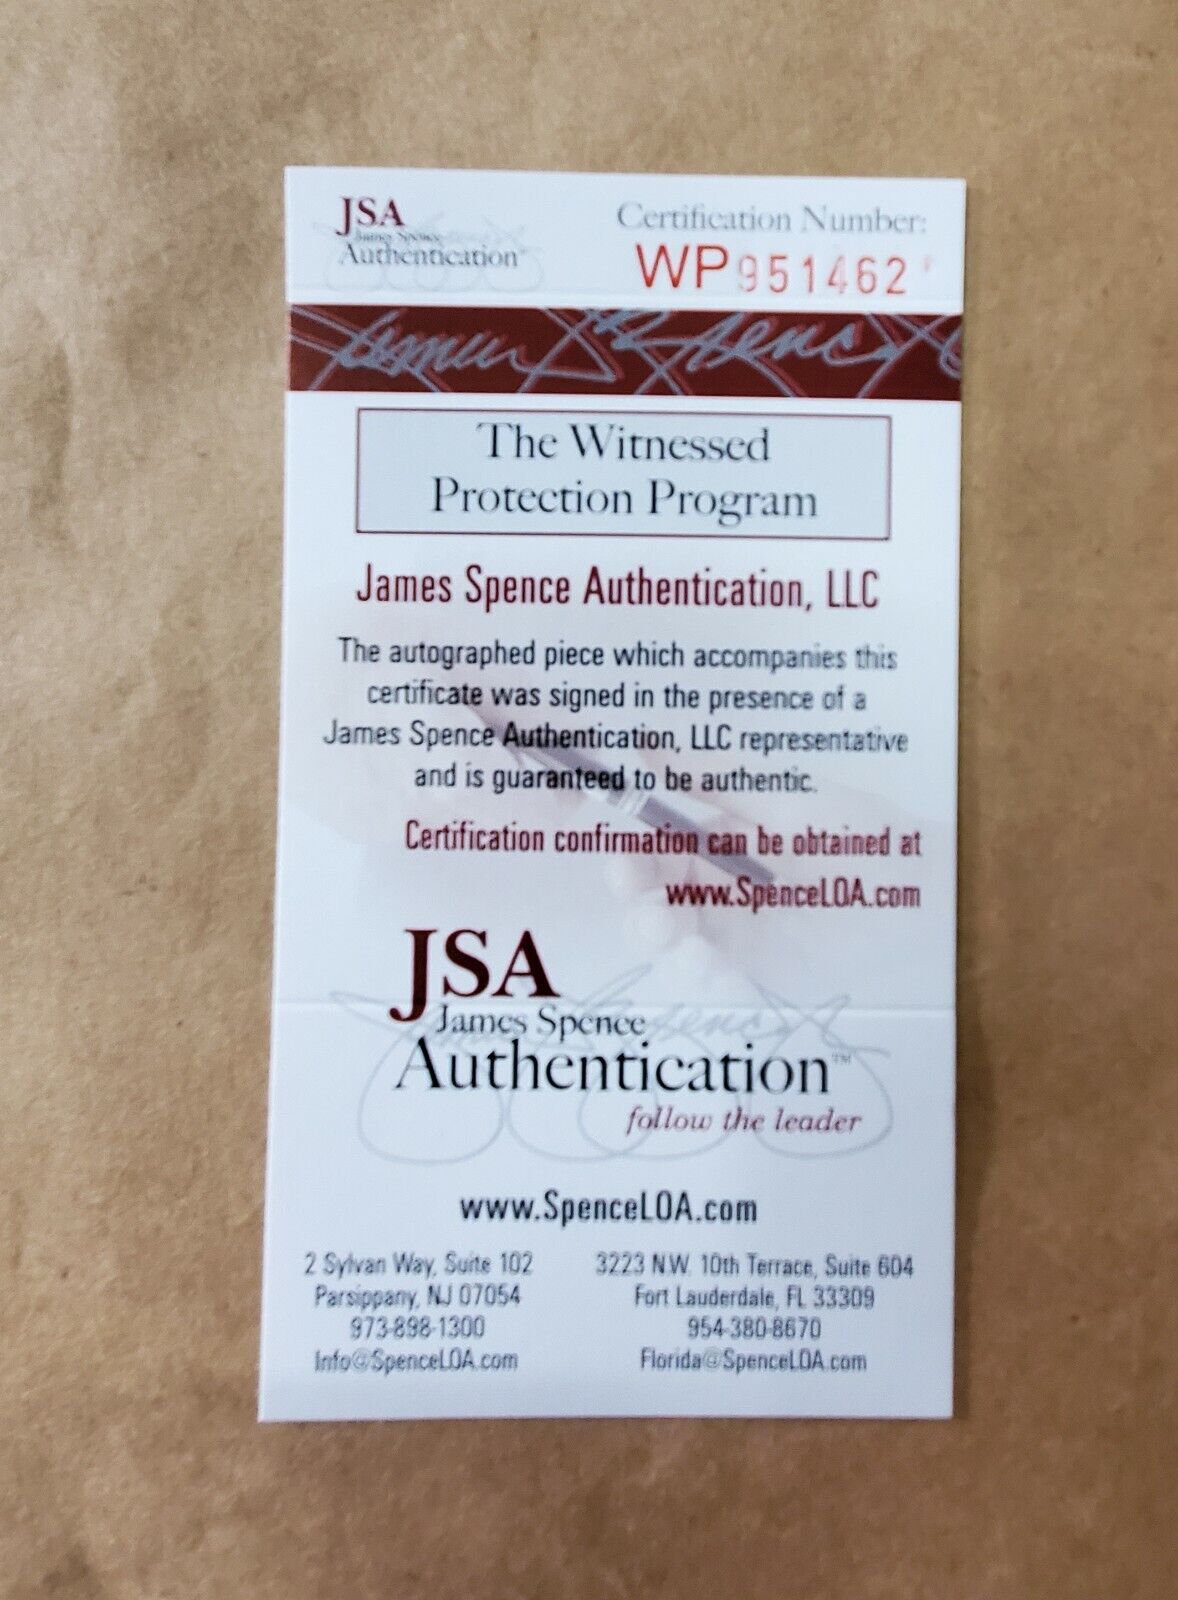 JSA
James Spence
Authentication
Certification Number:
WP951462
The Witnessed
Protection Program
James Spence Authentication, LLC
The autographed piece which accompanies this
certificate was signed in the presence of a
James Spence Authentication, LLC representative
and is guaranteed to be authentic.
Certification confirmation can be obtained at
www.SpenceLOA.com
JSA
James Spence
Authentication™
follow the leader
www.SpenceLOA.com
2 Sylvan Way, Suite 102
Parsippany, NJ 07054
973-898-1300
Info@SpenceLOA.com
3223 N.W. 10th Terrace, Suite 604
Fort Lauderdale, FL 33309
954-380-8670
Florida@SpenceLOA.com